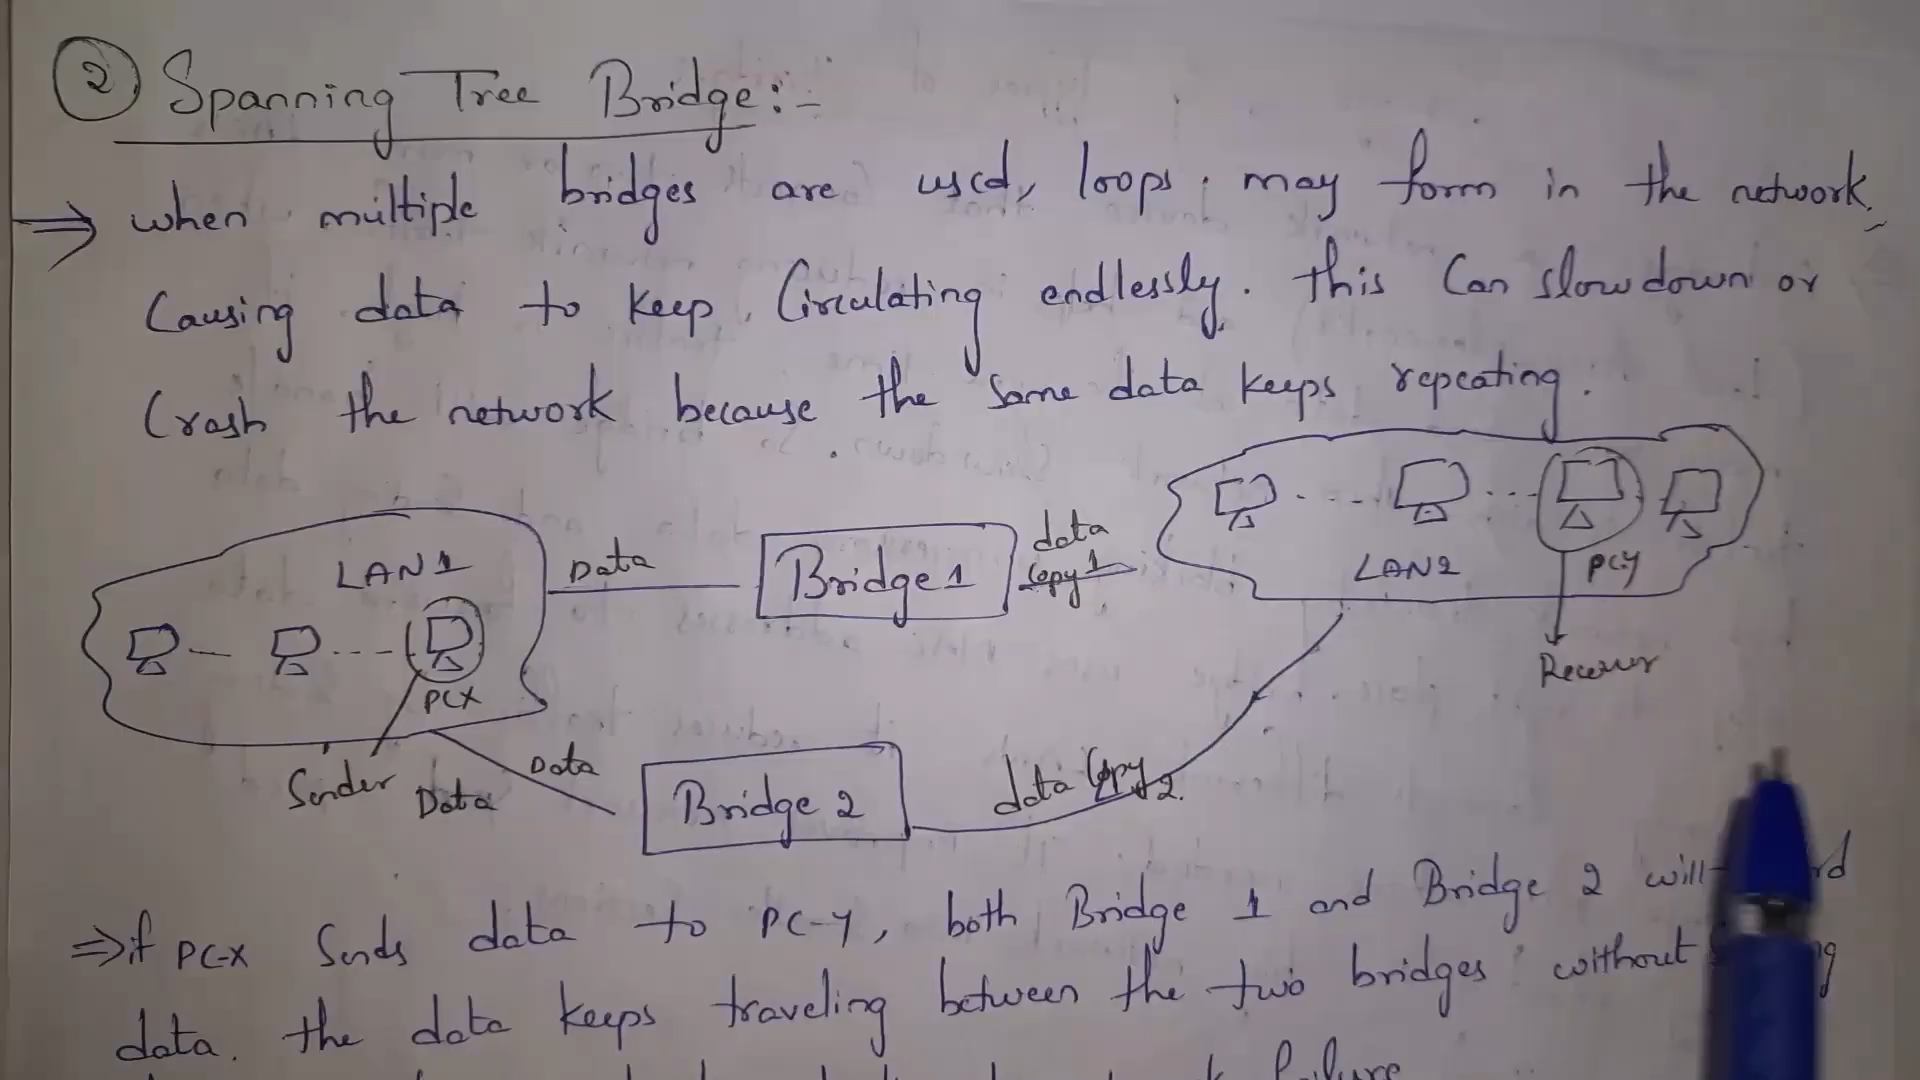 2 Spanning Tree Bridge:-
⇒ when multiple bridges are used, loops may form in the network,
Causing data to keep Circulating endlessly. this Can slow down or
Crash the network because the same data keeps repeating.
LAN1
PCX
Sender
Data
Data
Bridge 1
data
Copy 1
LAN2
PCY
Receiver
Data
Bridge 2
data Copy 2.
⇒ if PC-X Sends data to PC-Y, both Bridge 1 and Bridge 2 will
data. the data keeps traveling between the two bridges without
failure